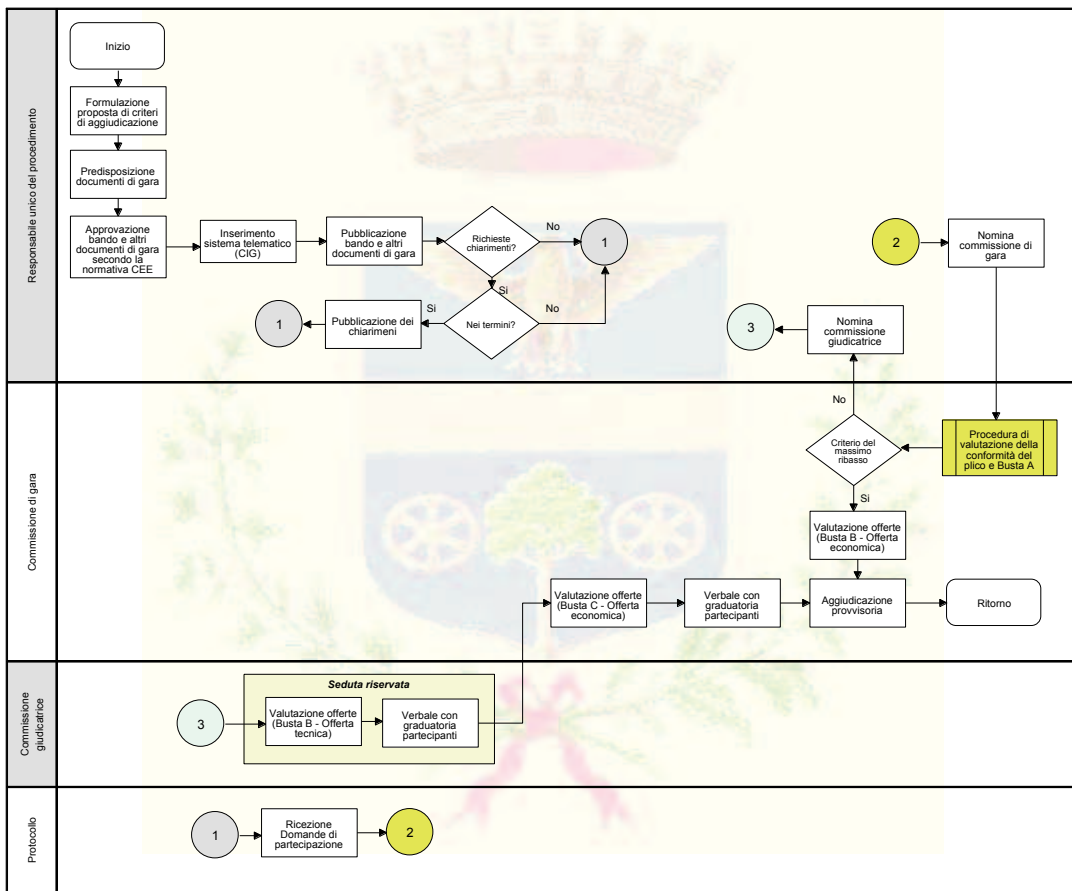 Responsabile unico del procedimento
Inizio
Formulazione
proposta di criteri
di aggiudicazione
Predisposizione
documenti di gara
Approvazione
bando e altri
documenti di gara
secondo la
normativa CEE
Inserimento
sistema telematico
(CIG)
Pubblicazione
bando e altri
documenti di gara
Richieste
chiarimenti?
No
1
Si
Nei termini?
No
Si
Pubblicazione dei
chiarimeni
1
2
Nomina
commissione di
gara
Nomina
commissione
giudicatrice
3
Commissione di gara
No
Criterio del
massimo
ribasso
Procedura di
valutazione della
conformità del
plico e Busta A
Si
Valutazione offerte
(Busta B - Offerta
economica)
Valutazione offerte
(Busta C - Offerta
economica)
Verbale con
graduatoria
partecipanti
Aggiudicazione
provvisoria
Ritorno
Commissione
giudicatrice
Seduta riservata
3
Valutazione offerte
(Busta B - Offerta
tecnica)
Verbale con
graduatoria
partecipanti
Protocollo
1
Ricezione
Domande di
partecipazione
2